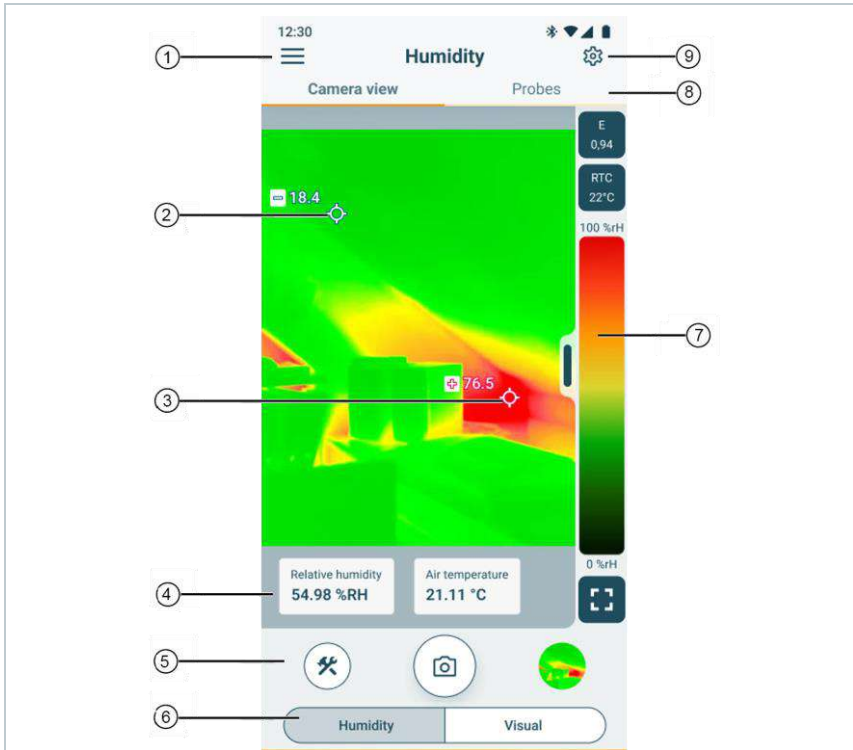 12:30
1
Humidity
9
Camera view
Probes
8
E
0,94
RTC
22°C
18.4
2
100 %rH
7
76.5
3
0 %rH
Relative humidity
54.98 %RH
Air temperature
21.11 °C
4
5
6
Humidity
Visual